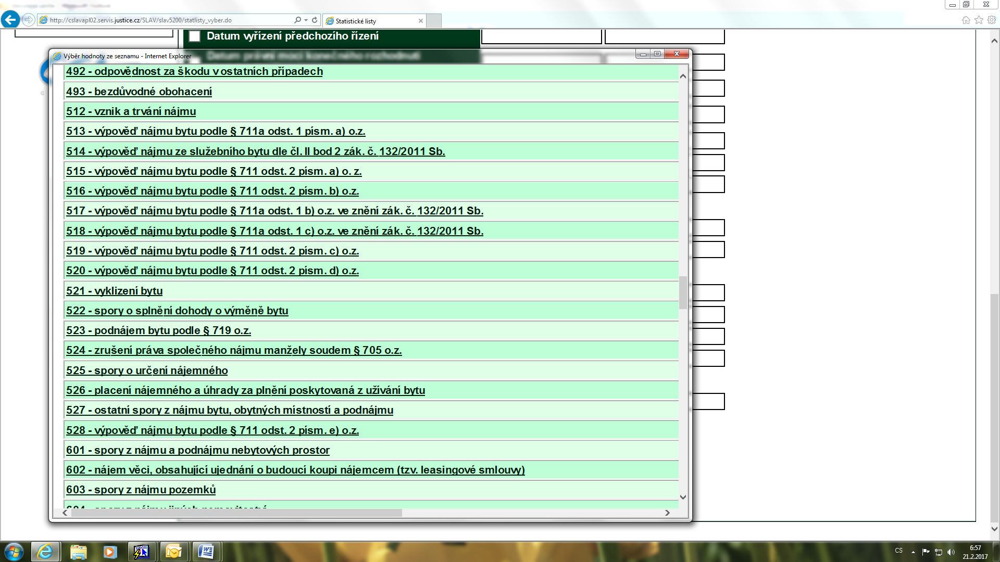 http://cslavapl02.servis.justice.cz/SLAV/slav5200/statlisty_vyber.do
Statistické listy
Datum vyřízení předchozího řízení
Výběr hodnoty ze seznamu - Internet Explorer
Datum právní moci konečného rozhodnutí
492 - odpovědnost za škodu v ostatních případech
493 - bezdůvodné obohacení
512 - vznik a trvání nájmu
513 - výpověď nájmu bytu podle § 711a odst. 1 písm. a) o.z.
514 - výpověď nájmu ze služebního bytu dle čl. II bod 2 zák. č. 132/2011 Sb.
515 - výpověď nájmu bytu podle § 711 odst. 2 písm. a) o. z.
516 - výpověď nájmu bytu podle § 711 odst. 2 písm. b) o.z.
517 - výpověď nájmu bytu podle § 711a odst. 1 b) o.z. ve znění zák. č. 132/2011 Sb.
518 - výpověď nájmu bytu podle § 711a odst. 1 c) o.z. ve znění zák. č. 132/2011 Sb.
519 - výpověď nájmu bytu podle § 711 odst. 2 písm. c) o.z.
520 - výpověď nájmu bytu podle § 711 odst. 2 písm. d) o.z.
521 - vyklizení bytu
522 - spory o splnění dohody o výměně bytu
523 - podnájem bytu podle § 719 o.z.
524 - zrušení práva společného nájmu manžely soudem § 705 o.z.
525 - spory o určení nájemného
526 - placení nájemného a úhrady za plnění poskytovaná z užívání bytu
527 - ostatní spory z nájmu bytu, obytných místností a podnájmu
528 - výpověď nájmu bytu podle § 711 odst. 2 písm. e) o.z.
601 - spory z nájmu a podnájmu nebytových prostor
602 - nájem věci, obsahující ujednání o budoucí koupi nájemcem (tzv. leasingové smlouvy)
603 - spory z nájmu pozemků
604 - spory z nájmu jiných nemovitostí
CS
6:57
21.2.2017